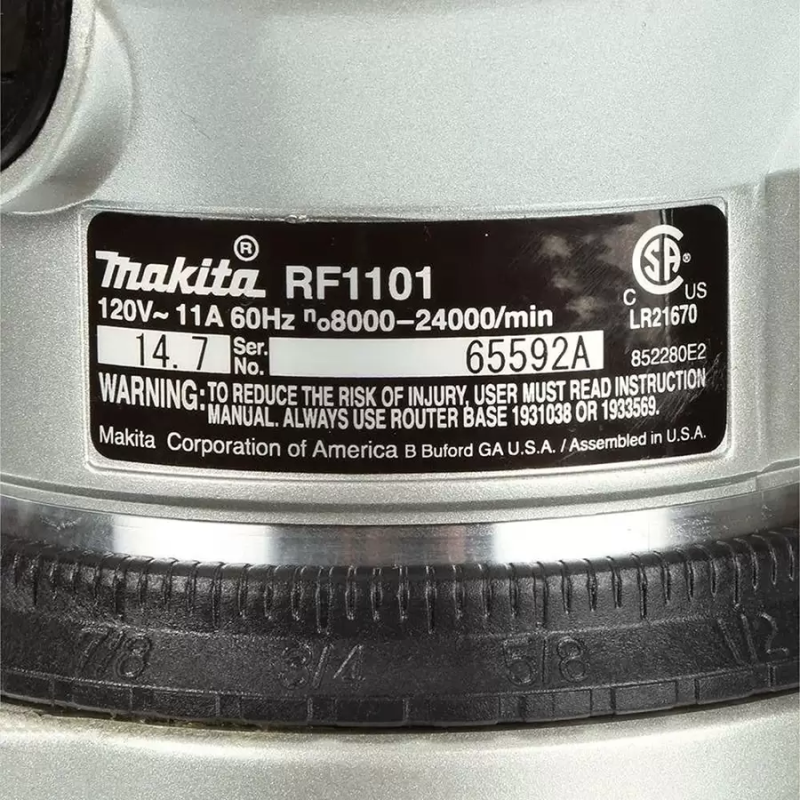 makita® RF1101
120V~ 11A 60Hz no8000–24000/min
14. 7 Ser. No. 65592A
WARNING: TO REDUCE THE RISK OF INJURY, USER MUST READ INSTRUCTION
MANUAL. ALWAYS USE ROUTER BASE 1931038 OR 1933569.
Makita Corporation of America B Buford GA U.S.A. / Assembled in U.S.A.
SA®
C US
LR21670
852280E2
7/8 3/4 5/8 1/2